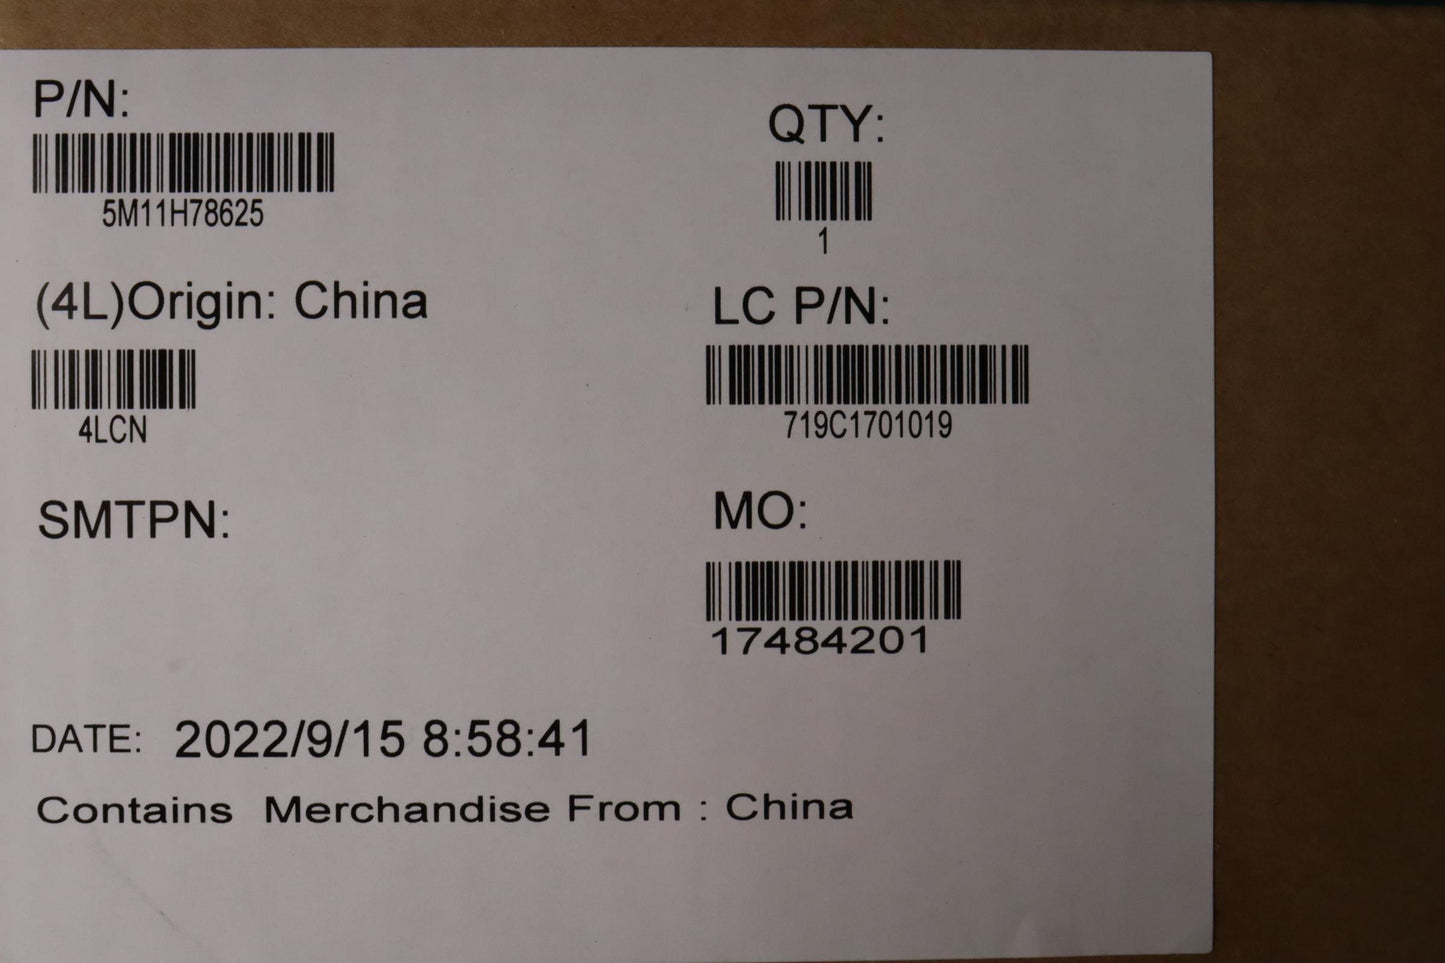 P/N:
5M11H78625
QTY:
1
(4L)Origin: China
4LCN
LC P/N:
719C1701019
SMTPN:
MO:
17484201
DATE: 2022/9/15 8:58:41
Contains Merchandise From : China